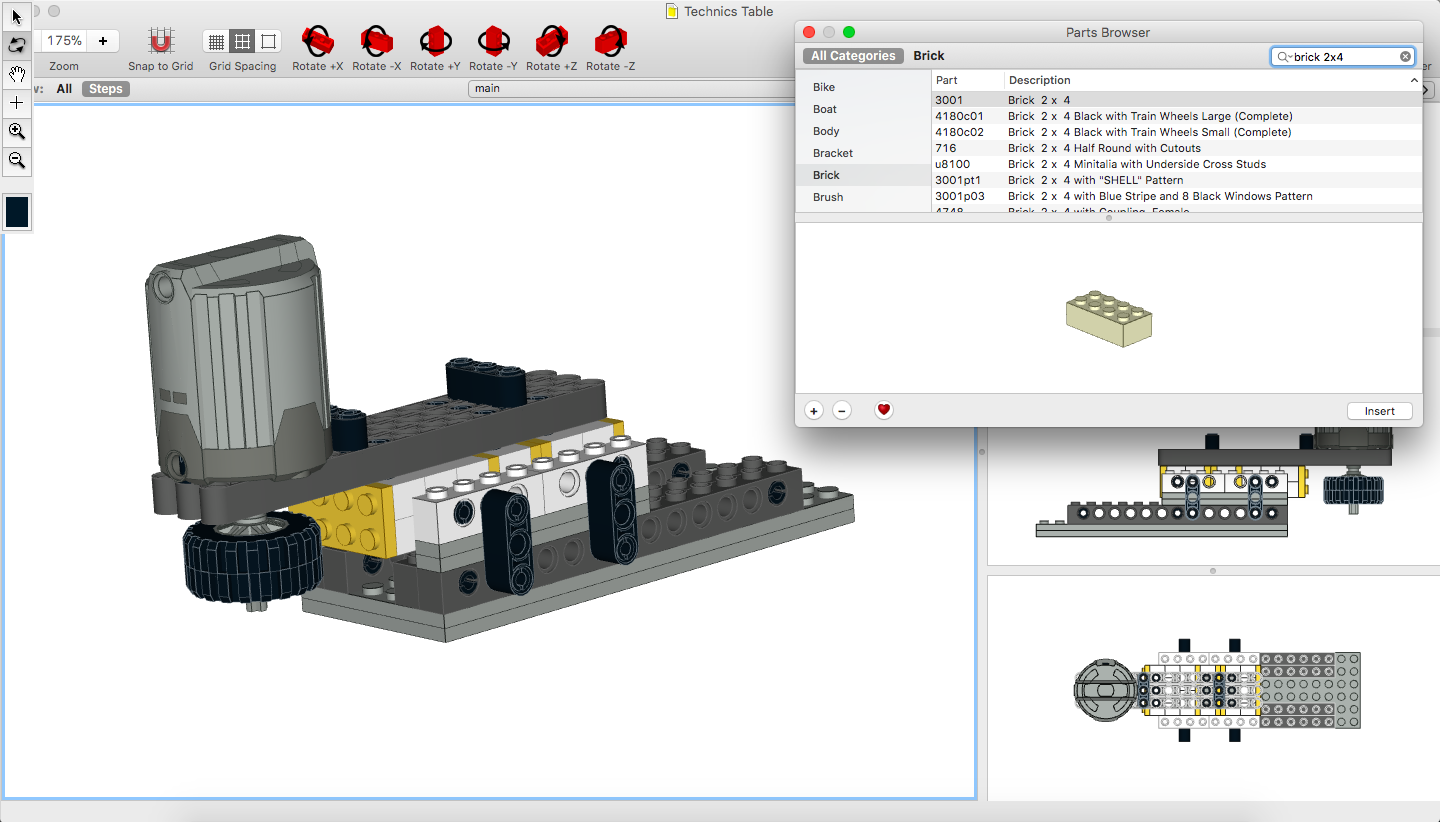 Technics Table
175%
+
Zoom
Snap to Grid
Grid Spacing
Rotate +X
Rotate -X
Rotate +Y
Rotate -Y
Rotate +Z
Rotate -Z
All
Steps
main
Parts Browser
All Categories
Brick
brick 2x4
Bike
Boat
Body
Bracket
Brick
Brush
Part Description
3001 Brick 2 x 4
4180c01 Brick 2 x 4 Black with Train Wheels Large (Complete)
4180c02 Brick 2 x 4 Black with Train Wheels Small (Complete)
716 Brick 2 x 4 Half Round with Cutouts
u8100 Brick 2 x 4 Minitalia with Underside Cross Studs
3001pt1 Brick 2 x 4 with "SHELL" Pattern
3001p03 Brick 2 x 4 with Blue Stripe and 8 Black Windows Pattern
4748 Brick 2 x 4 with Coupling, Female
+
−
Insert